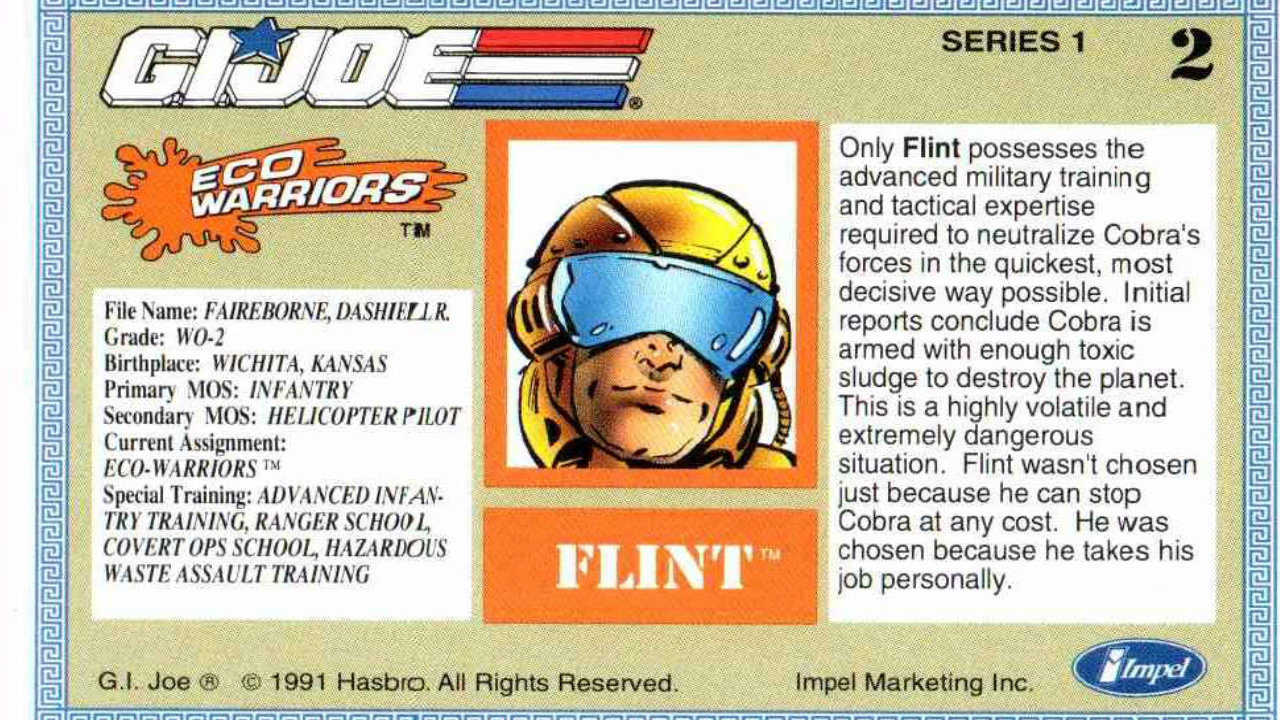 G.I. JOE ®
SERIES 1
2
ECO
WARRIORS
TM
File Name: FAIREBORNE, DASHIELL R.
Grade: WO-2
Birthplace: WICHITA, KANSAS
Primary MOS: INFANTRY
Secondary MOS: HELICOPTER PILOT
Current Assignment:
ECO-WARRIORS ™
Special Training: ADVANCED INFAN-
TRY TRAINING, RANGER SCHOOL,
COVERT OPS SCHOOL, HAZARDOUS
WASTE ASSAULT TRAINING
FLINT ™
Only Flint possesses the
advanced military training
and tactical expertise
required to neutralize Cobra's
forces in the quickest, most
decisive way possible. Initial
reports conclude Cobra is
armed with enough toxic
sludge to destroy the planet.
This is a highly volatile and
extremely dangerous
situation. Flint wasn't chosen
just because he can stop
Cobra at any cost. He was
chosen because he takes his
job personally.
G.I. Joe ® © 1991 Hasbro. All Rights Reserved.
Impel Marketing Inc.
Impel